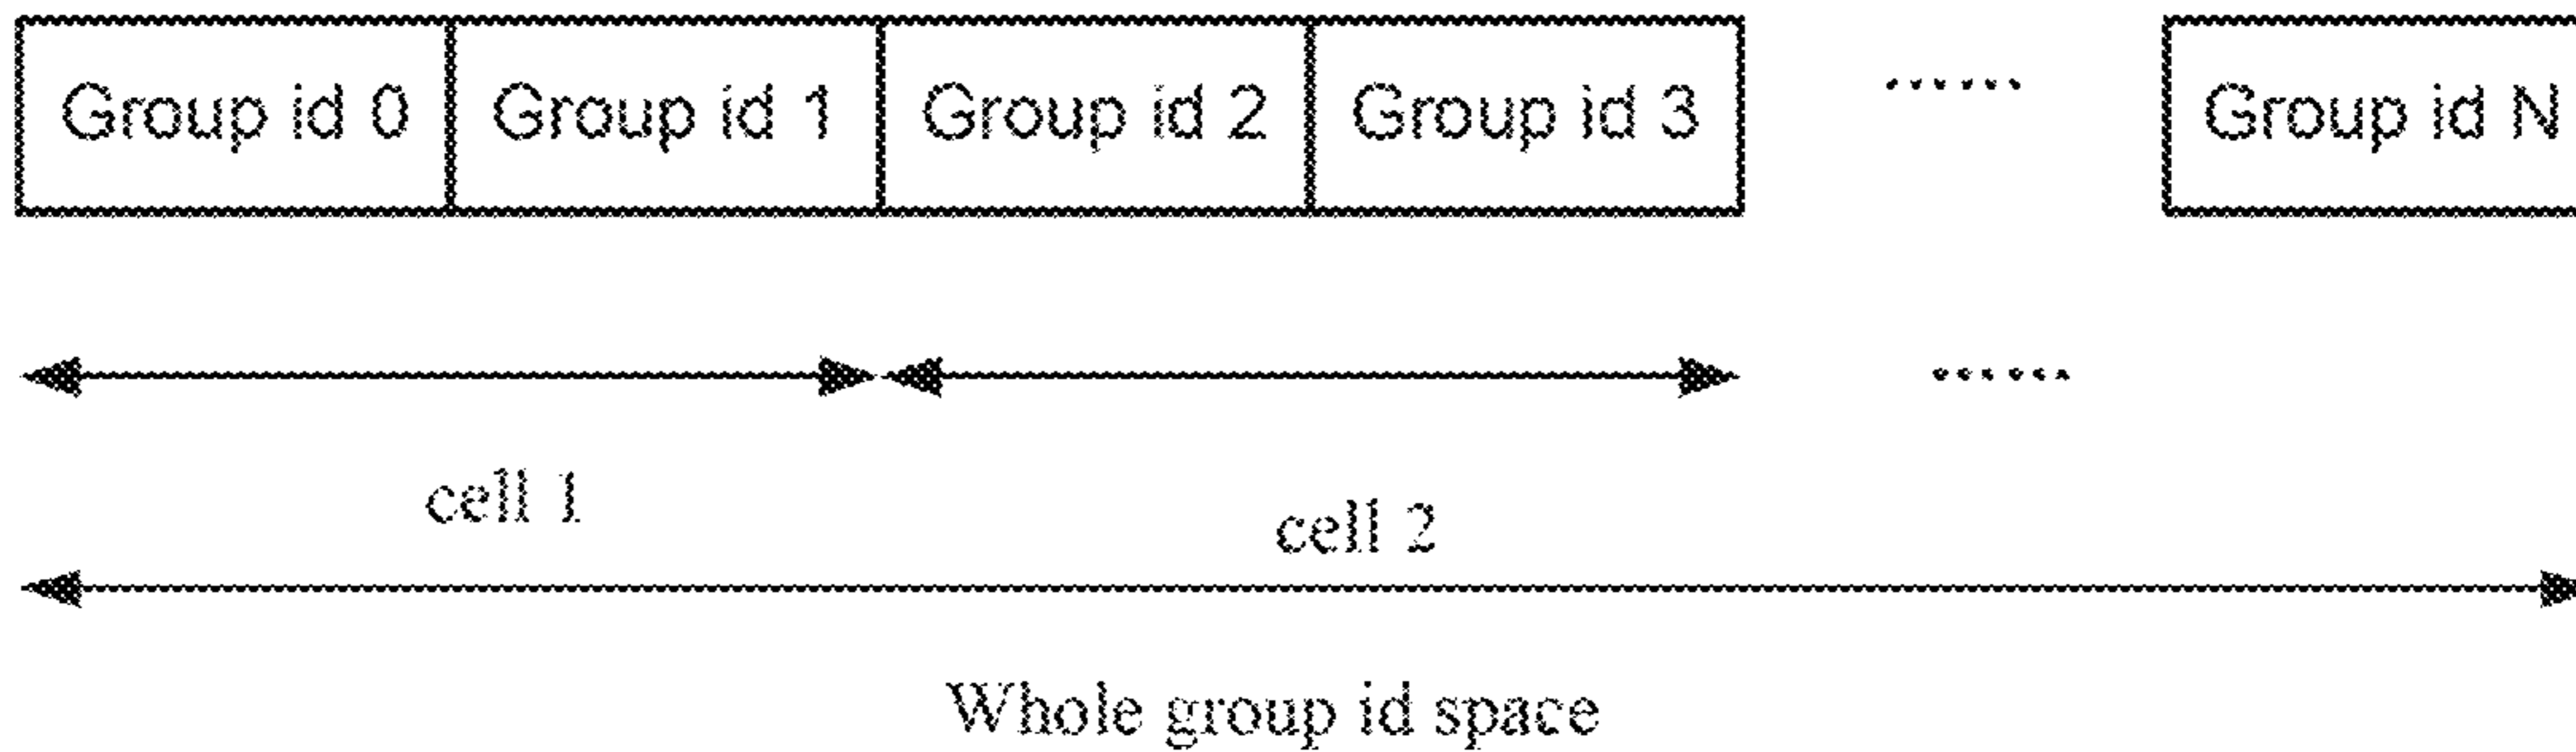 Group id 0 Group id 1 Group id 2 Group id 3 ...... Group id N
......
cell 1
cell 2
Whole group id space